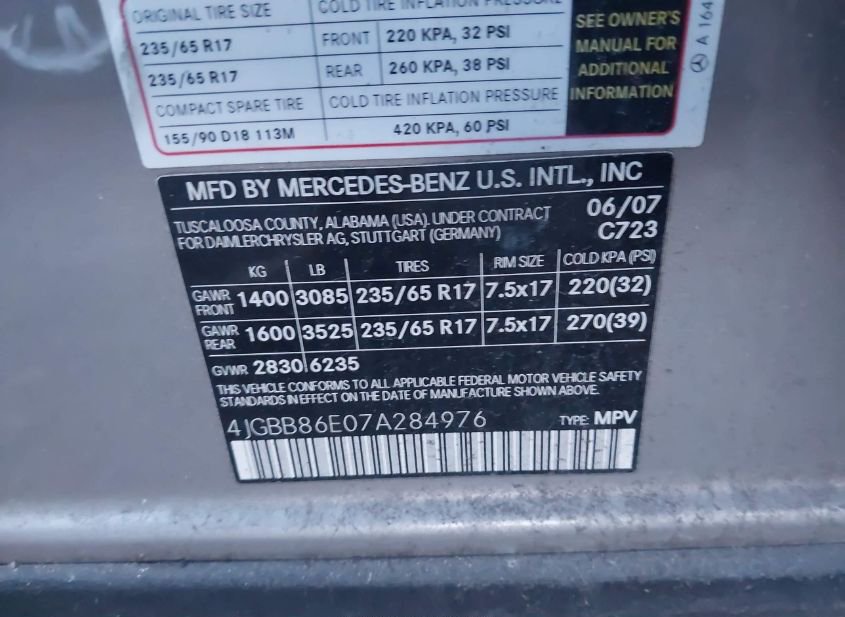 ORIGINAL TIRE SIZE COLD TIRE INFLATION PRESSURE
235/65 R17 FRONT 220 KPA, 32 PSI
235/65 R17 REAR 260 KPA, 38 PSI
COMPACT SPARE TIRE COLD TIRE INFLATION PRESSURE
155/90 D18 113M 420 KPA, 60 PSI
SEE OWNER'S
MANUAL FOR
ADDITIONAL
INFORMATION
A 164
MFD BY MERCEDES-BENZ U.S. INTL., INC
TUSCALOOSA COUNTY, ALABAMA (USA). UNDER CONTRACT 06/07
FOR DAIMLERCHRYSLER AG, STUTTGART (GERMANY) C723
KG LB TIRES RIM SIZE COLD KPA (PSI)
GAWR FRONT 1400 3085 235/65 R17 7.5x17 220(32)
GAWR REAR 1600 3525 235/65 R17 7.5x17 270(39)
GVWR 2830 6235
THIS VEHICLE CONFORMS TO ALL APPLICABLE FEDERAL MOTOR VEHICLE SAFETY
STANDARDS IN EFFECT ON THE DATE OF MANUFACTURE SHOWN ABOVE.
4JGBB86E07A284976 TYPE: MPV